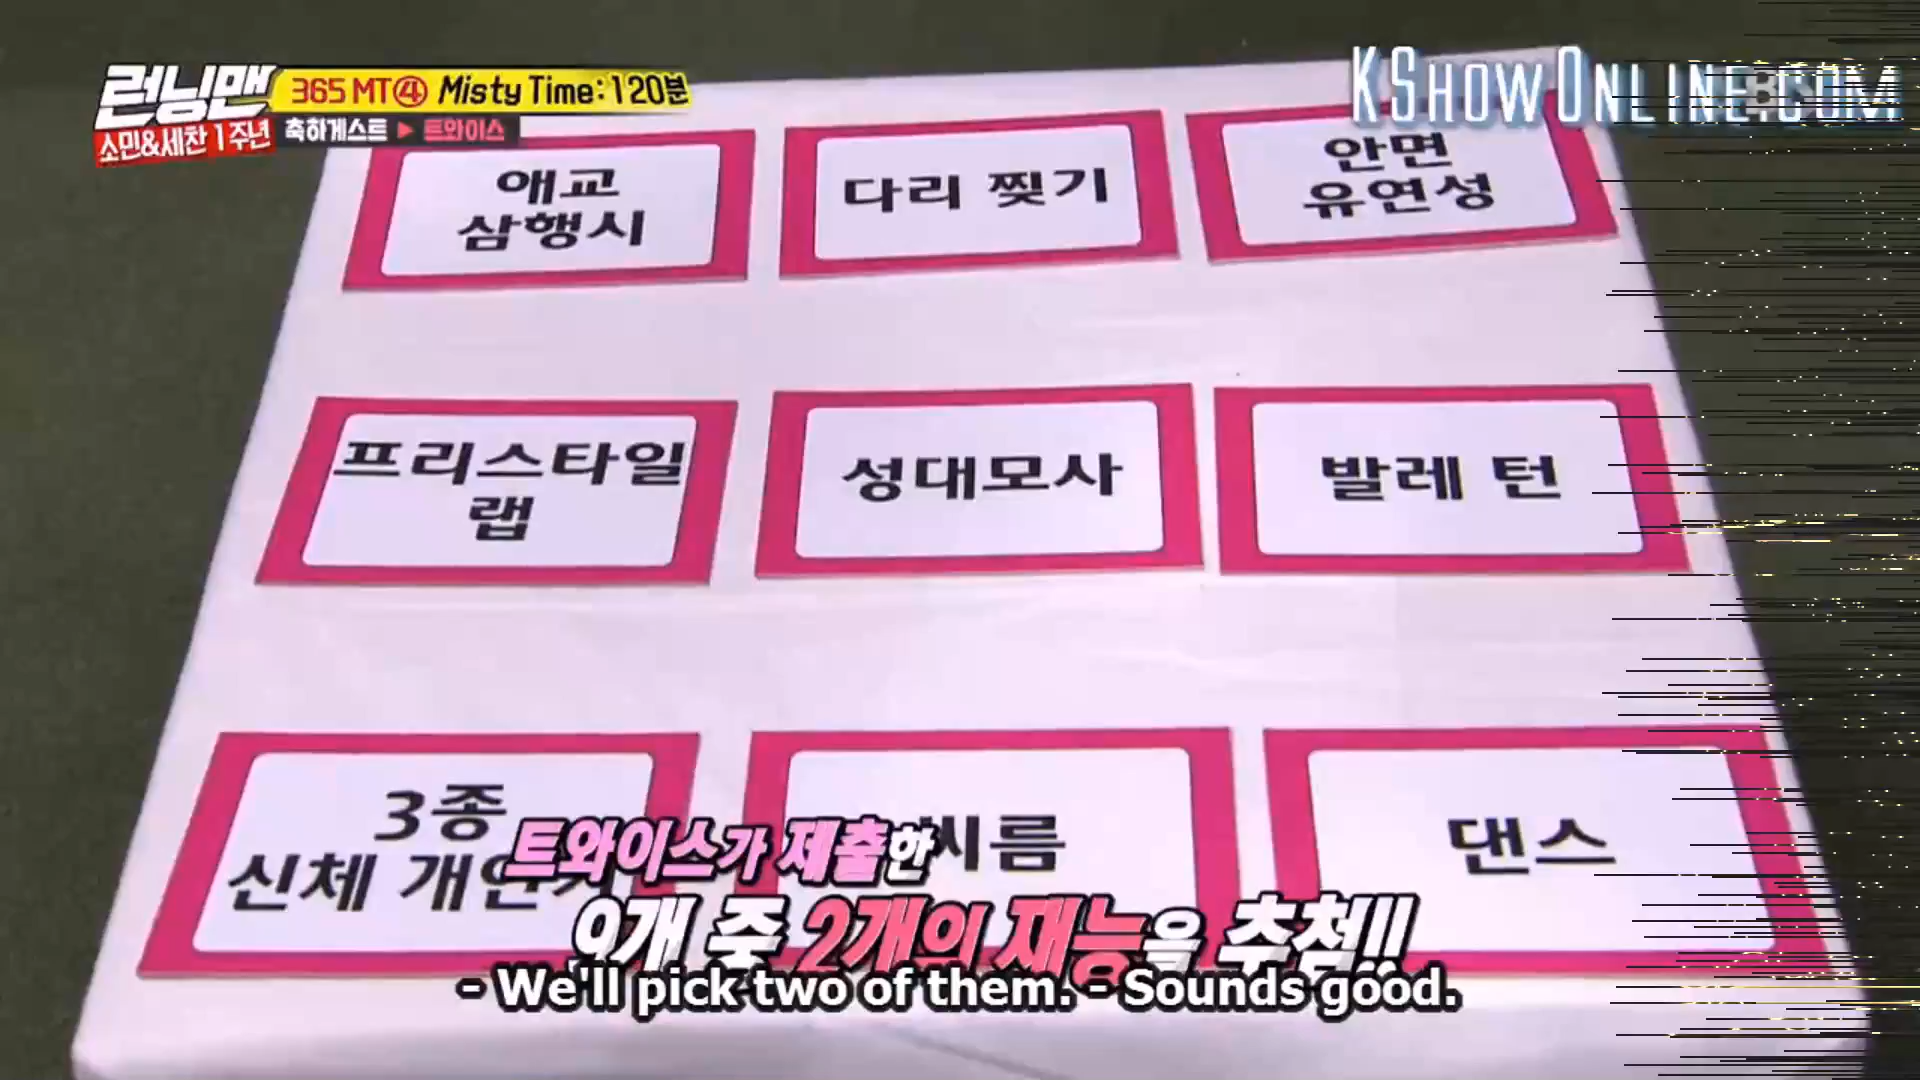 런닝맨
365 MT④ Misty Time:120분
KSHOWONLINE.COM
소민&세찬 1주년
축하게스트 ▶ 트와이스
애교
삼행시
다리 찢기
안면
유연성
프리스타일
랩
성대모사
발레 턴
3종
신체 개인기
씨름
댄스
트와이스가 제출한
9개 중 2개의 재능을 추첨!!
- We'll pick two of them. - Sounds good.